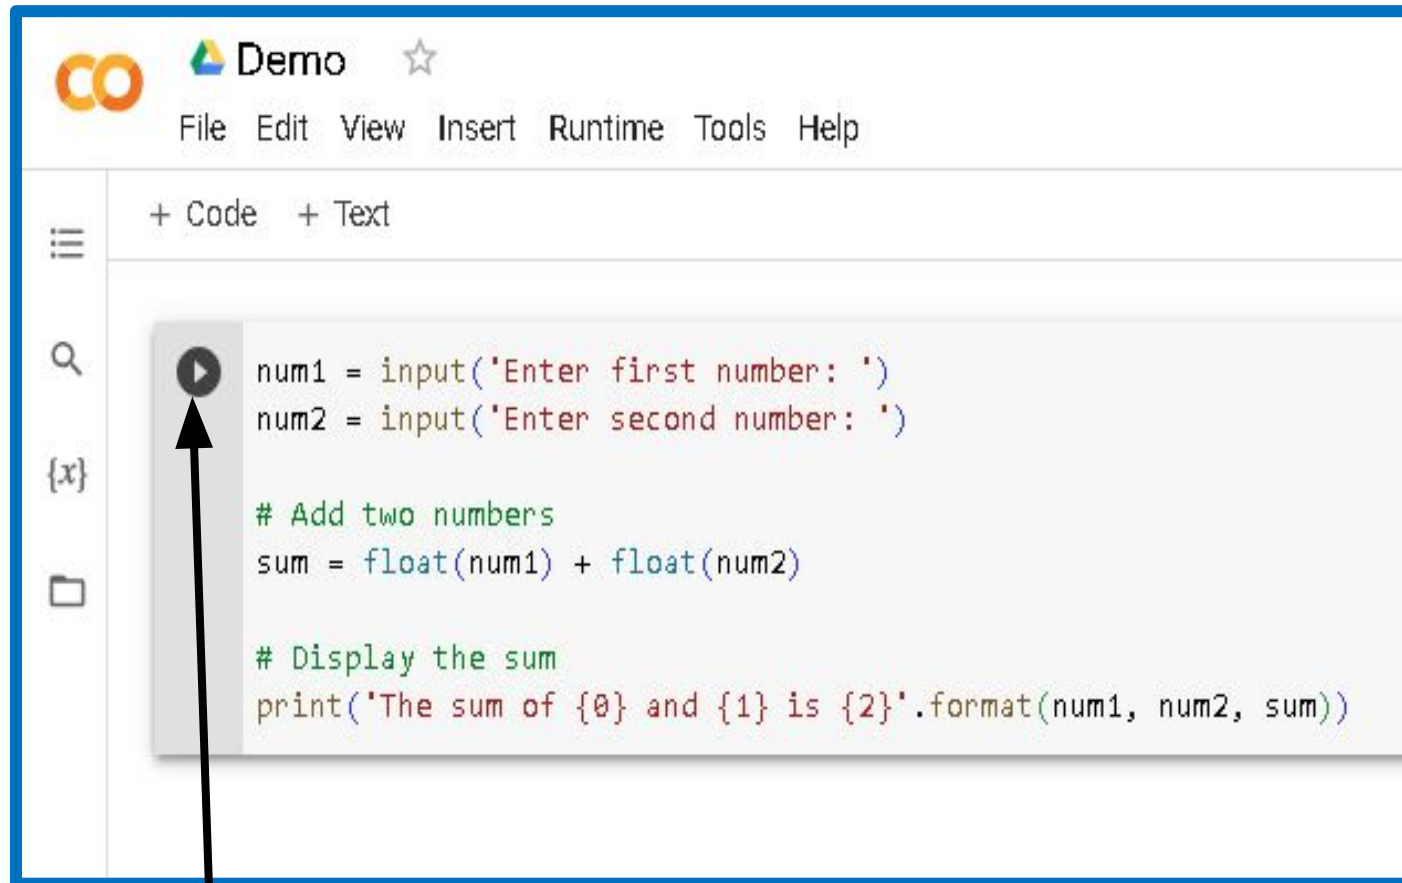 CO
Demo
File Edit View Insert Runtime Tools Help
+ Code + Text
{x}
num1 = input('Enter first number: ')
num2 = input('Enter second number: ')
# Add two numbers
sum = float(num1) + float(num2)
# Display the sum
print('The sum of {0} and {1} is {2}'.format(num1, num2, sum))